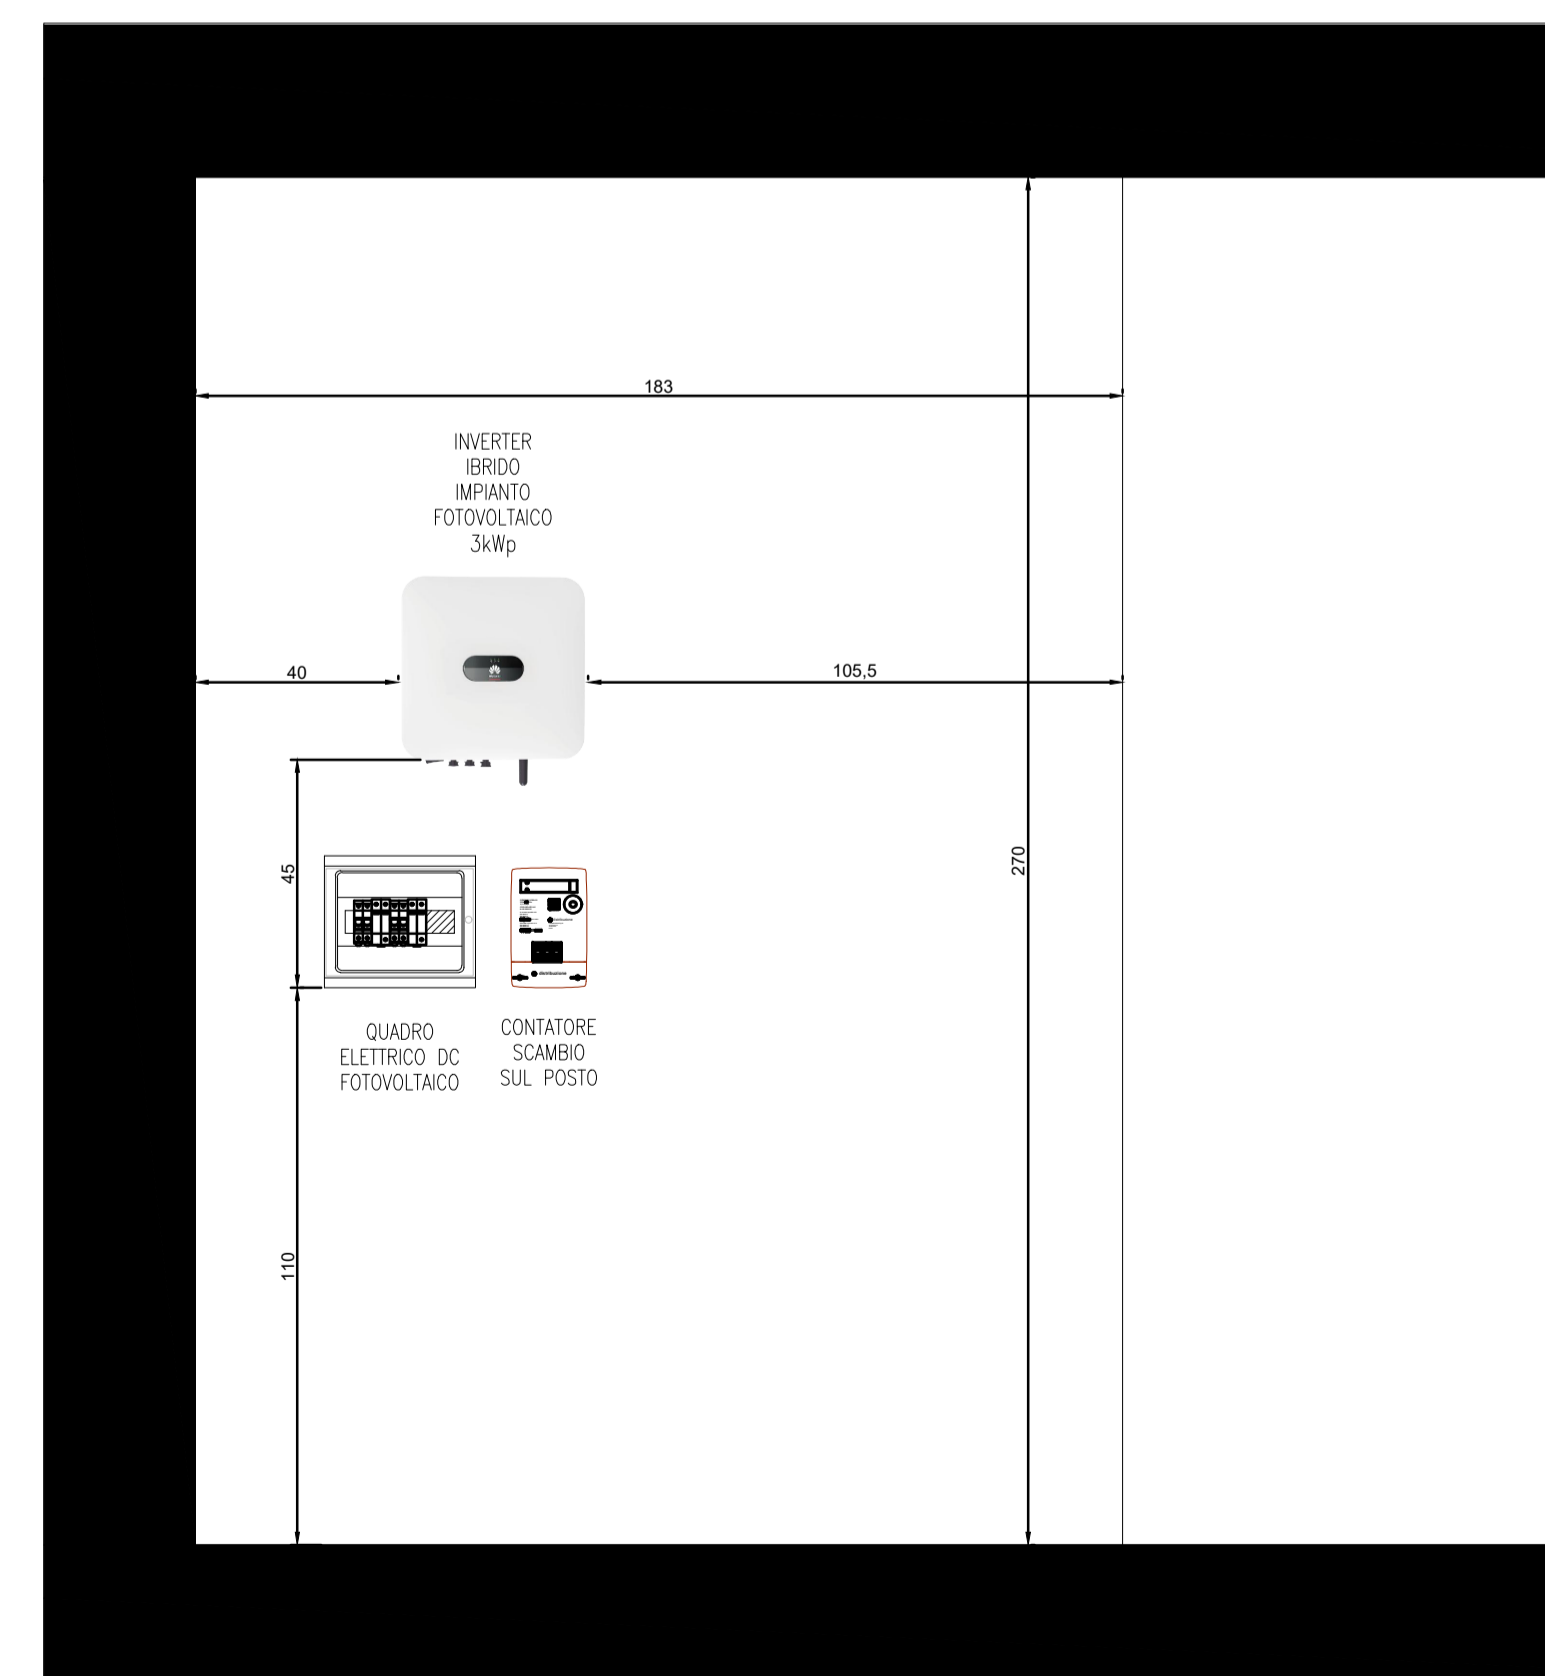 183
INVERTER
IBRIDO
IMPIANTO
FOTOVOLTAICO
3kWp
40
105,5
45
270
QUADRO
ELETTRICO DC
FOTOVOLTAICO
CONTATORE
SCAMBIO
SUL POSTO
110